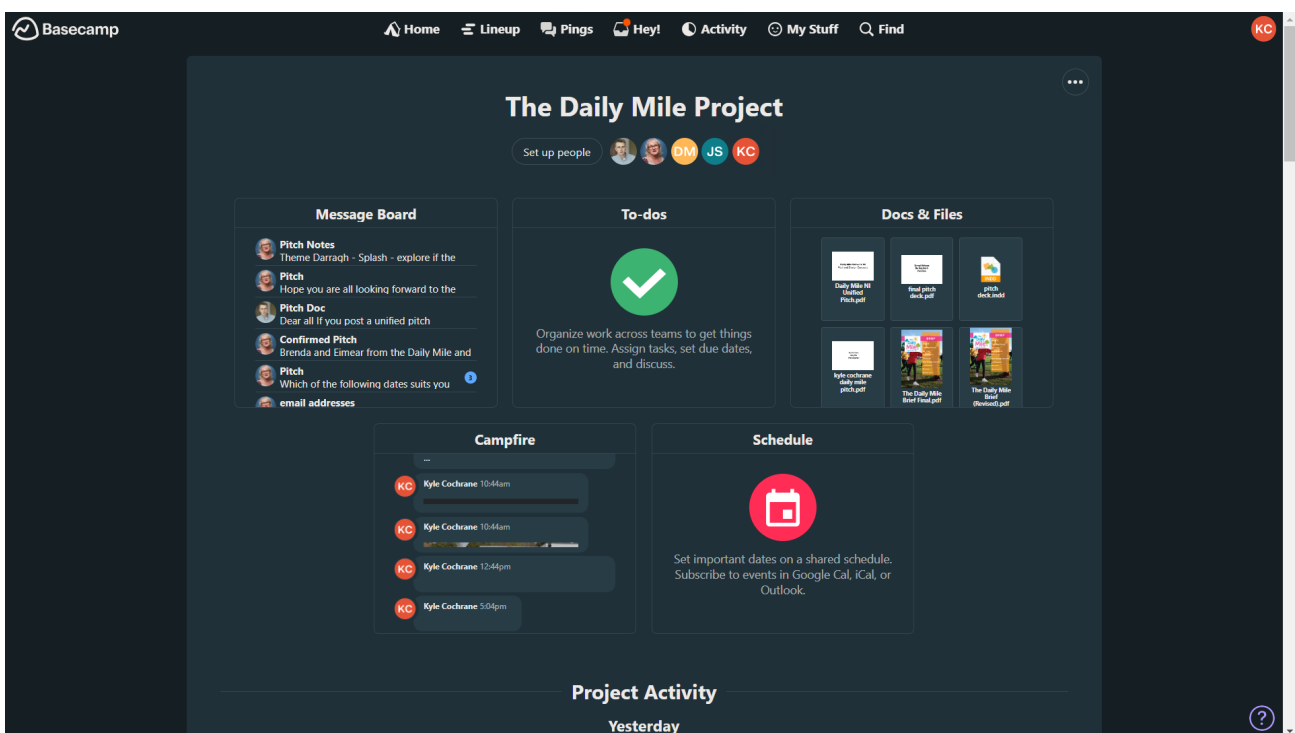 Basecamp
Home
Lineup
Pings
Hey!
Activity
My Stuff
Find
KC
The Daily Mile Project
Set up people
DM
JS
KC
Message Board
Pitch Notes
Theme Darragh - Splash - explore if the
Pitch
Hope you are all looking forward to the
Pitch Doc
Dear all If you post a unified pitch
Confirmed Pitch
Brenda and Eimear from the Daily Mile and
Pitch
Which of the following dates suits you
3
email addresses
To-dos
Organize work across teams to get things
done on time. Assign tasks, set due dates,
and discuss.
Docs & Files
Daily Mile NI
Unified
Pitch.pdf
final pitch
deck.pdf
INDD
pitch
deck.indd
kyle cochrane
daily mile
pitch.pdf
The Daily Mile
Brief Final.pdf
The Daily Mile
Brief
(Revised).pdf
Campfire
...
KC
Kyle Cochrane 10:44am
KC
Kyle Cochrane 10:44am
KC
Kyle Cochrane 12:44pm
KC
Kyle Cochrane 5:04pm
Schedule
Set important dates on a shared schedule.
Subscribe to events in Google Cal, iCal, or
Outlook.
Project Activity
Yesterday
?